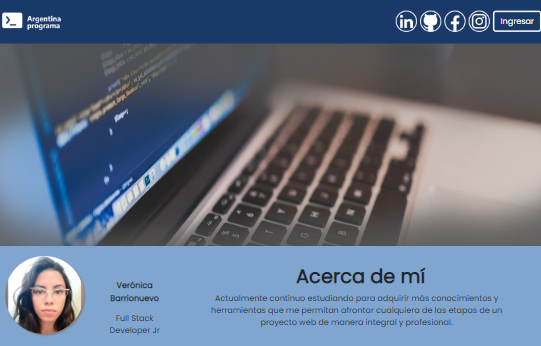 Argentina
programa
Ingresar
Acerca de mí
Verónica
Barrionuevo
Full Stack
Developer Jr
Actualmente continuo estudiando para adquirir más conocimientos y
herramientas que me permitan afrontar cualquiera de las etapas de un
proyecto web de manera integral y profesional.